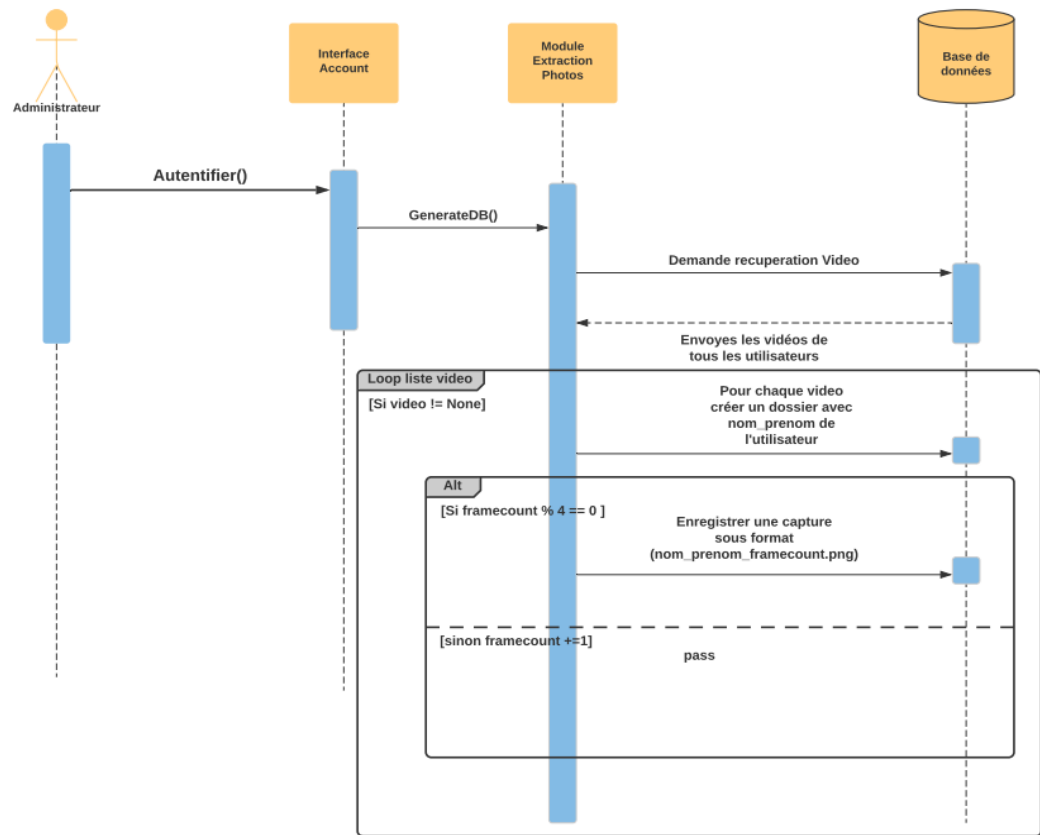 Administrateur
Interface
Account
Module
Extraction
Photos
Base de
données
Autentifier()
GenerateDB()
Demande recuperation Video
Envoyes les vidéos de
tous les utilisateurs
Loop liste video
[Si video != None]
Pour chaque video
créer un dossier avec
nom_prenom de
l'utilisateur
Alt
[Si framecount % 4 == 0 ]
Enregistrer une capture
sous format
(nom_prenom_framecount.png)
[sinon framecount +=1]
pass